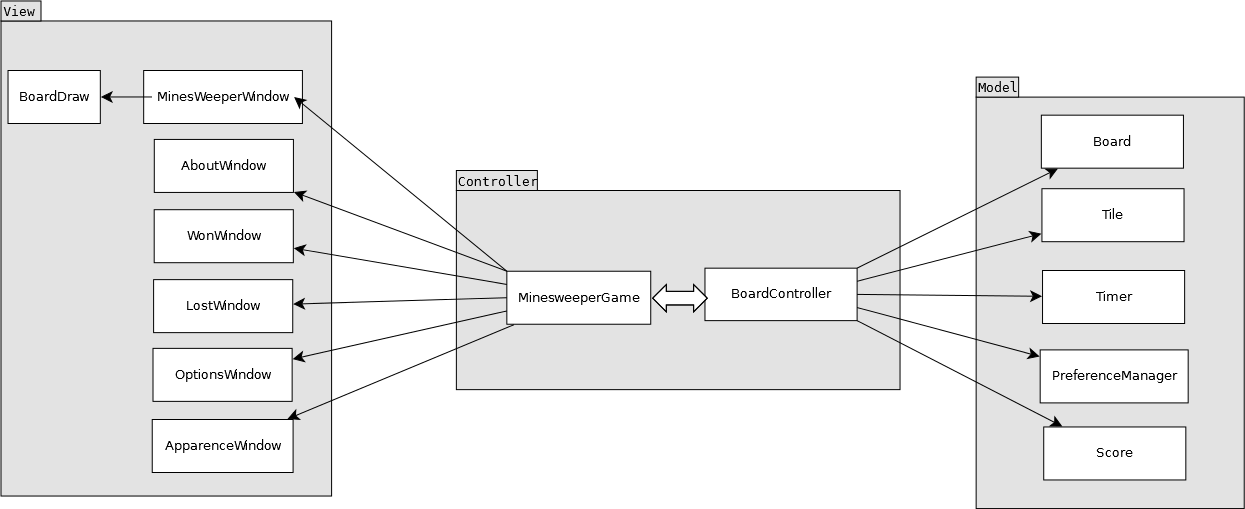 View
BoardDraw
MinesWeeperWindow
AboutWindow
WonWindow
LostWindow
OptionsWindow
ApparenceWindow
Controller
MinesweeperGame
BoardController
Model
Board
Tile
Timer
PreferenceManager
Score